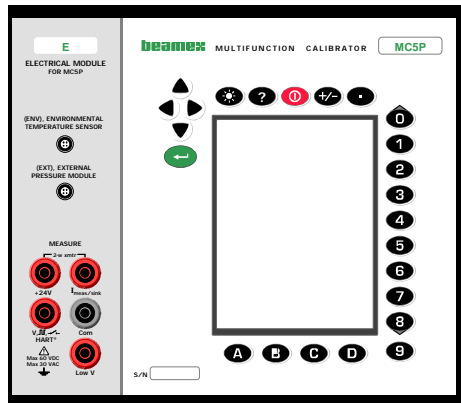 E
ELECTRICAL MODULE
FOR MC5P
(ENV), ENVIRONMENTAL
TEMPERATURE SENSOR
(EXT), EXTERNAL
PRESSURE MODULE
MEASURE
2-w xmtr
+24V
Imeas/sink
V,
HART®
Com
Max 60 VDC
Max 30 VAC
Low V
beamex MULTIFUNCTION CALIBRATOR MC5P
? +/- .
0
1
2
3
4
5
6
7
8
9
A B C D
S/N